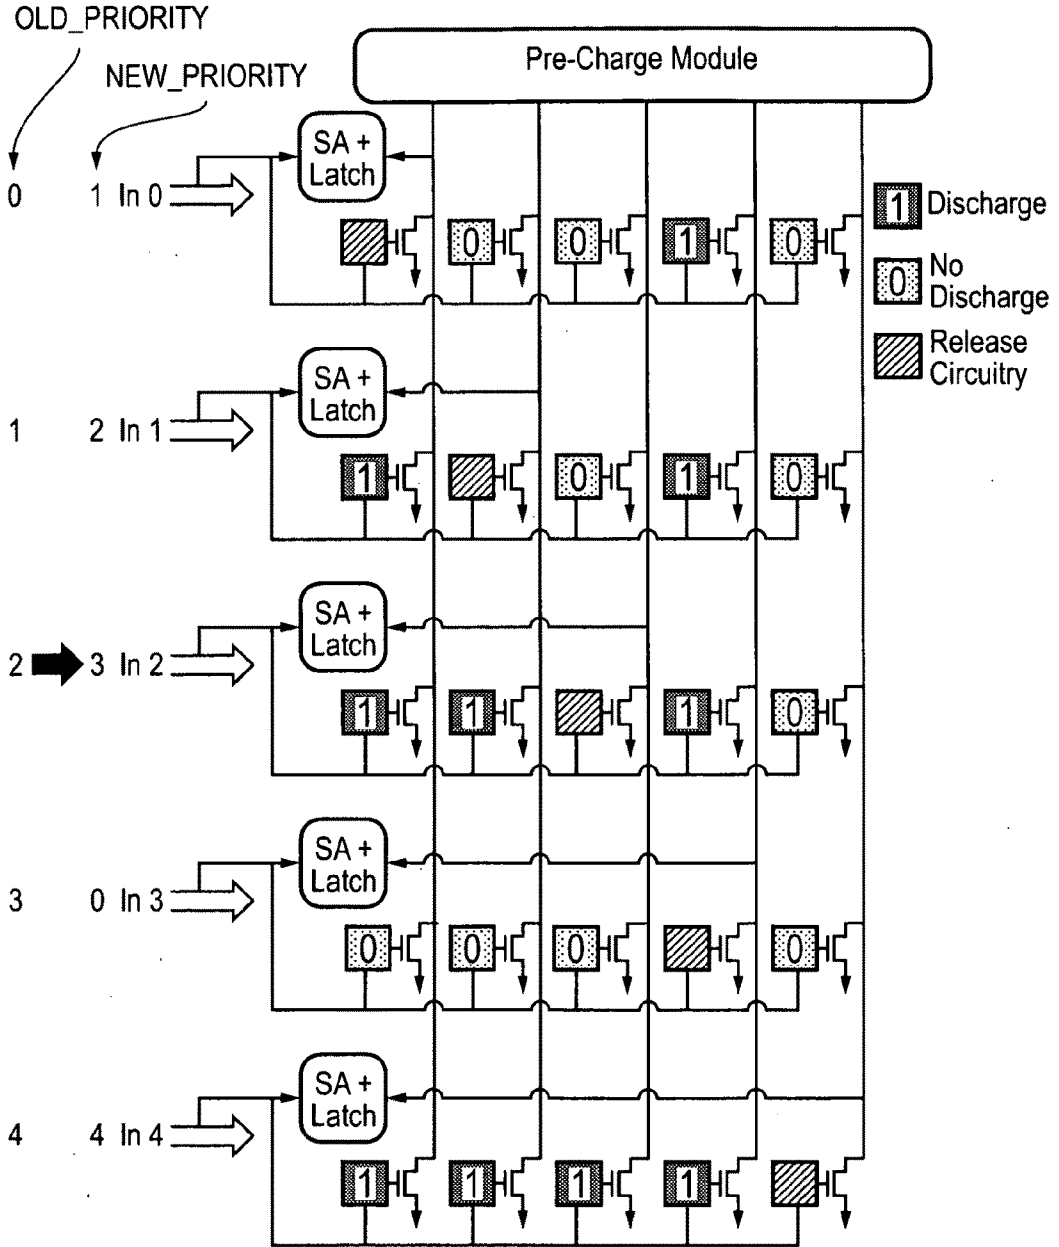 OLD_PRIORITY
NEW_PRIORITY
Pre-Charge Module
SA +
Latch
0 1 In 0
0 0 1 0
1 Discharge
0 No
Discharge
Release
Circuitry
SA +
Latch
1 2 In 1
1 0 1 0
SA +
Latch
2 3 In 2
1 1 1 0
SA +
Latch
3 0 In 3
0 0 0 0
SA +
Latch
4 4 In 4
1 1 1 1